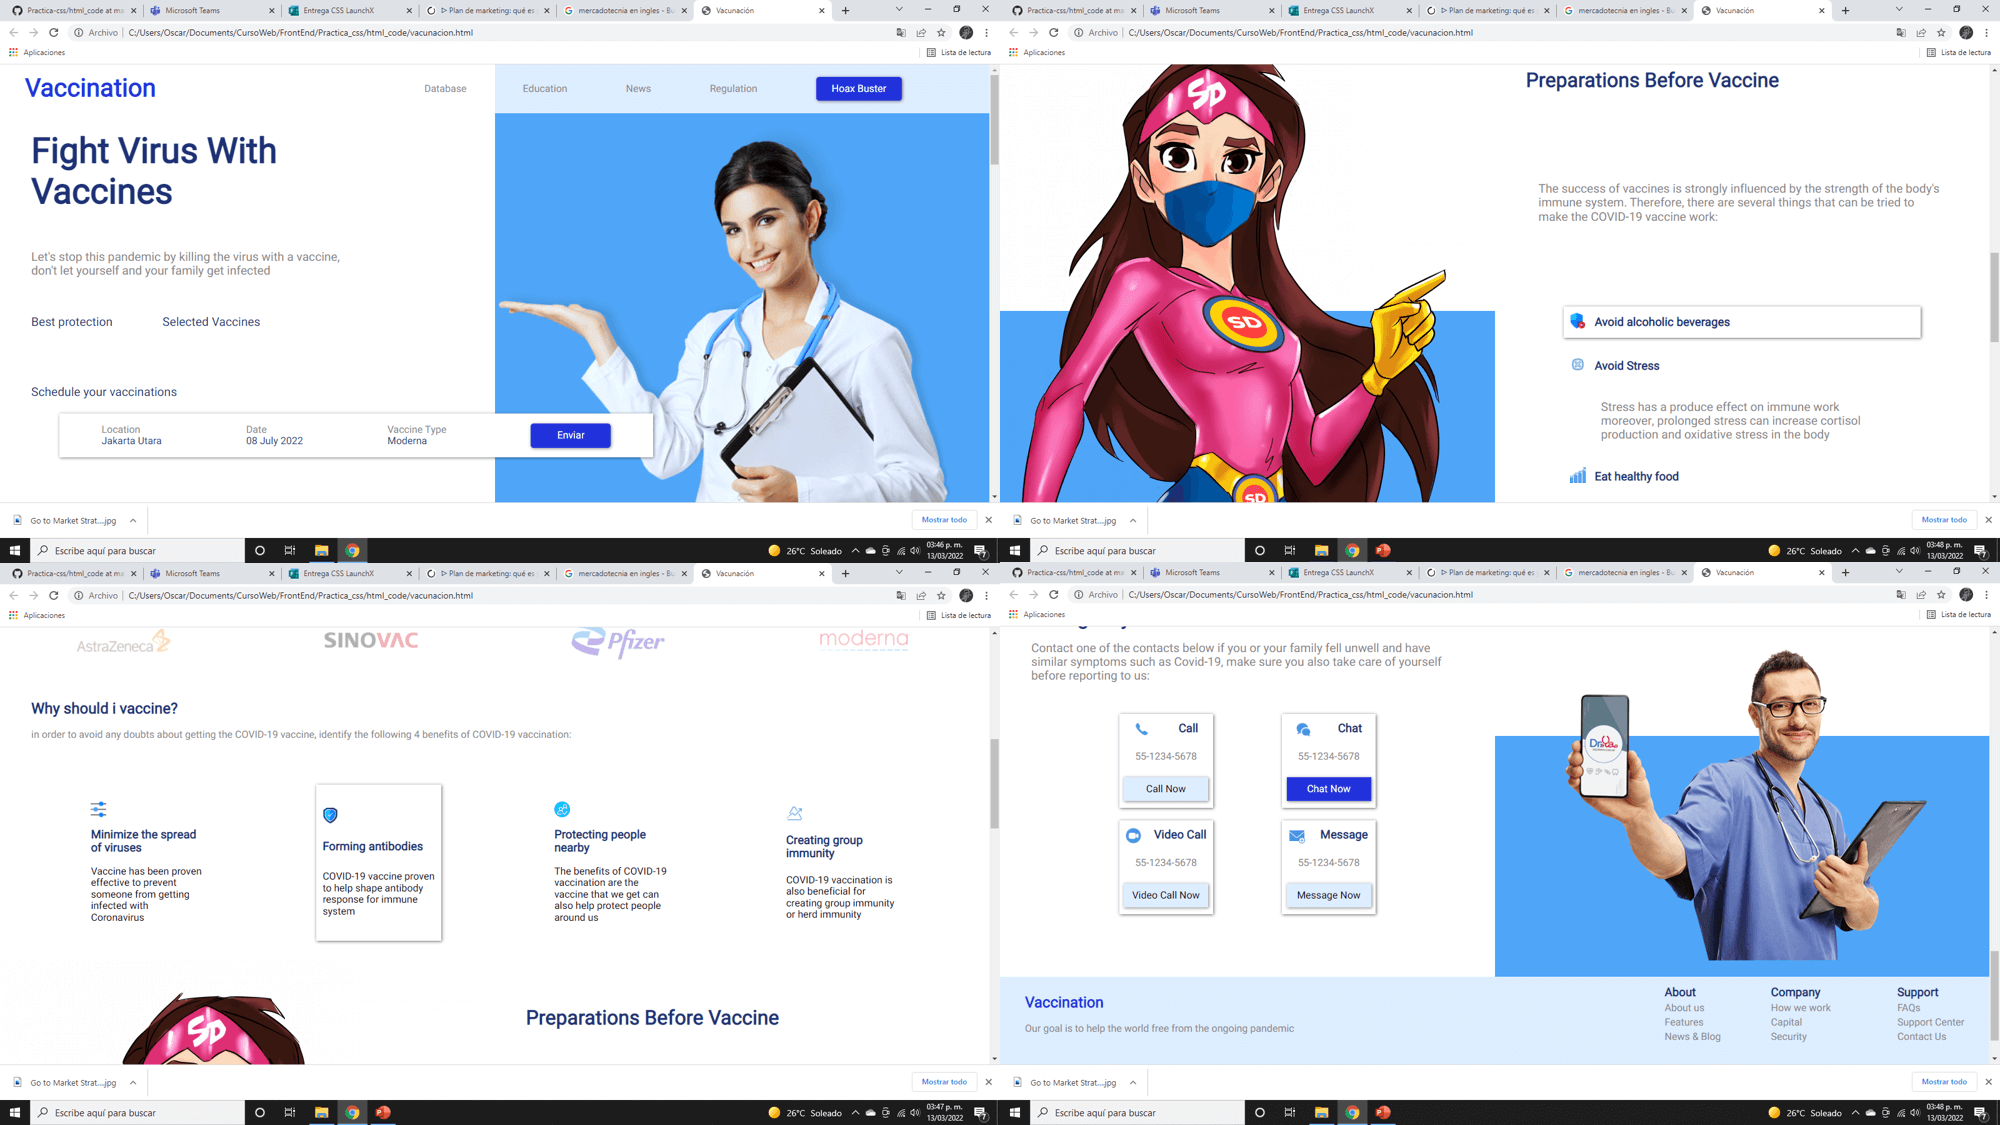 Practica-css/html_code at ma
Microsoft Teams
Entrega CSS LaunchX
ᐅ Plan de marketing: qué es
mercadotecnia en ingles - Bu
Vacunación
Archivo
C:/Users/Oscar/Documents/CursoWeb/FrontEnd/Practica_css/html_code/vacunacion.html
Aplicaciones
Lista de lectura
Vaccination
Database
Education
News
Regulation
Hoax Buster
Fight Virus With
Vaccines
Let's stop this pandemic by killing the virus with a vaccine,
don't let yourself and your family get infected
Best protection
Selected Vaccines
Schedule your vaccinations
Location
Date
Vaccine Type
Jakarta Utara
08 July 2022
Moderna
Enviar
Go to Market Strat....jpg
Mostrar todo
Escribe aquí para buscar
26°C Soleado
03:46 p. m.
13/03/2022
7
Practica-css/html_code at ma
Microsoft Teams
Entrega CSS LaunchX
ᐅ Plan de marketing: qué es
mercadotecnia en ingles - Bu
Vacunación
Archivo
C:/Users/Oscar/Documents/CursoWeb/FrontEnd/Practica_css/html_code/vacunacion.html
Aplicaciones
Lista de lectura
SD
SD
SD
Preparations Before Vaccine
The success of vaccines is strongly influenced by the strength of the body's
immune system. Therefore, there are several things that can be tried to
make the COVID-19 vaccine work:
Avoid alcoholic beverages
Avoid Stress
Stress has a produce effect on immune work
moreover, prolonged stress can increase cortisol
production and oxidative stress in the body
Eat healthy food
Go to Market Strat....jpg
Mostrar todo
Escribe aquí para buscar
26°C Soleado
03:48 p. m.
13/03/2022
7
Practica-css/html_code at ma
Microsoft Teams
Entrega CSS LaunchX
ᐅ Plan de marketing: qué es
mercadotecnia en ingles - Bu
Vacunación
Archivo
C:/Users/Oscar/Documents/CursoWeb/FrontEnd/Practica_css/html_code/vacunacion.html
Aplicaciones
Lista de lectura
AstraZeneca
SINOVAC
Pfizer
moderna
Why should i vaccine?
in order to avoid any doubts about getting the COVID-19 vaccine, identify the following 4 benefits of COVID-19 vaccination:
Minimize the spread
of viruses
Vaccine has been proven
effective to prevent
someone from getting
infected with
Coronavirus
Forming antibodies
COVID-19 vaccine proven
to help shape antibody
response for immune
system
Protecting people
nearby
The benefits of COVID-19
vaccination are the
vaccine that we get can
also help protect people
around us
Creating group
immunity
COVID-19 vaccination is
also beneficial for
creating group immunity
or herd immunity
SD
Preparations Before Vaccine
Go to Market Strat....jpg
Mostrar todo
Escribe aquí para buscar
26°C Soleado
03:47 p. m.
13/03/2022
7
Practica-css/html_code at ma
Microsoft Teams
Entrega CSS LaunchX
ᐅ Plan de marketing: qué es
mercadotecnia en ingles - Bu
Vacunación
Archivo
C:/Users/Oscar/Documents/CursoWeb/FrontEnd/Practica_css/html_code/vacunacion.html
Aplicaciones
Lista de lectura
Contact one of the contacts below if you or your family fell unwell and have
similar symptoms such as Covid-19, make sure you also take care of yourself
before reporting to us:
Call
55-1234-5678
Call Now
Chat
55-1234-5678
Chat Now
Video Call
55-1234-5678
Video Call Now
Message
55-1234-5678
Message Now
Vaccination
Our goal is to help the world free from the ongoing pandemic
About
About us
Features
News & Blog
Company
How we work
Capital
Security
Support
FAQs
Support Center
Contact Us
Go to Market Strat....jpg
Mostrar todo
Escribe aquí para buscar
26°C Soleado
03:48 p. m.
13/03/2022
7